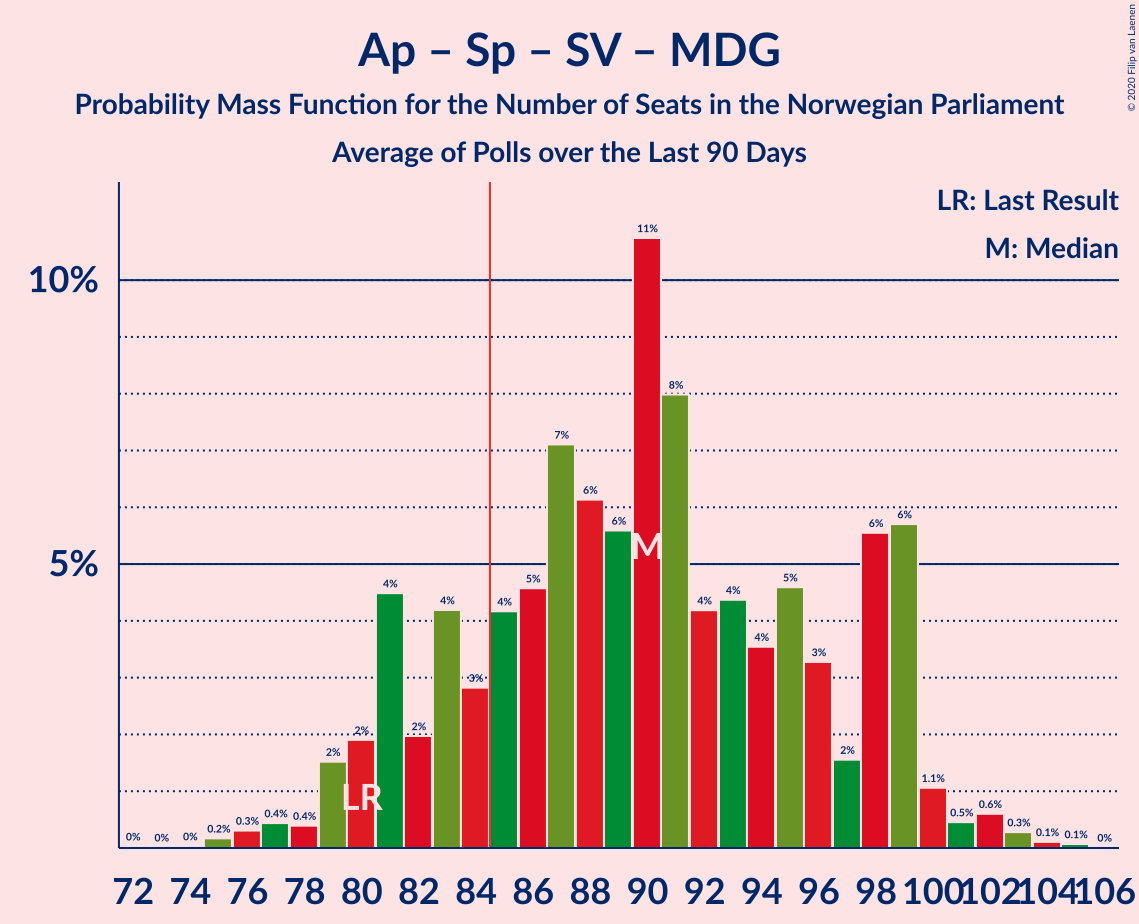 Ap – Sp – SV – MDG
Probability Mass Function for the Number of Seats in the Norwegian Parliament
Average of Polls over the Last 90 Days
© 2020 Filip van Laenen
LR: Last Result
M: Median
10%
5%
0% 0% 0% 0.2% 0.3% 0.4% 0.4% 2% 2% 4% 2% 4% 3% 4% 5% 7% 6% 6% 11% 8% 4% 4% 4% 5% 3% 2% 6% 6% 1.1% 0.5% 0.6% 0.3% 0.1% 0.1% 0%
LR
M
72 74 76 78 80 82 84 86 88 90 92 94 96 98 100 102 104 106